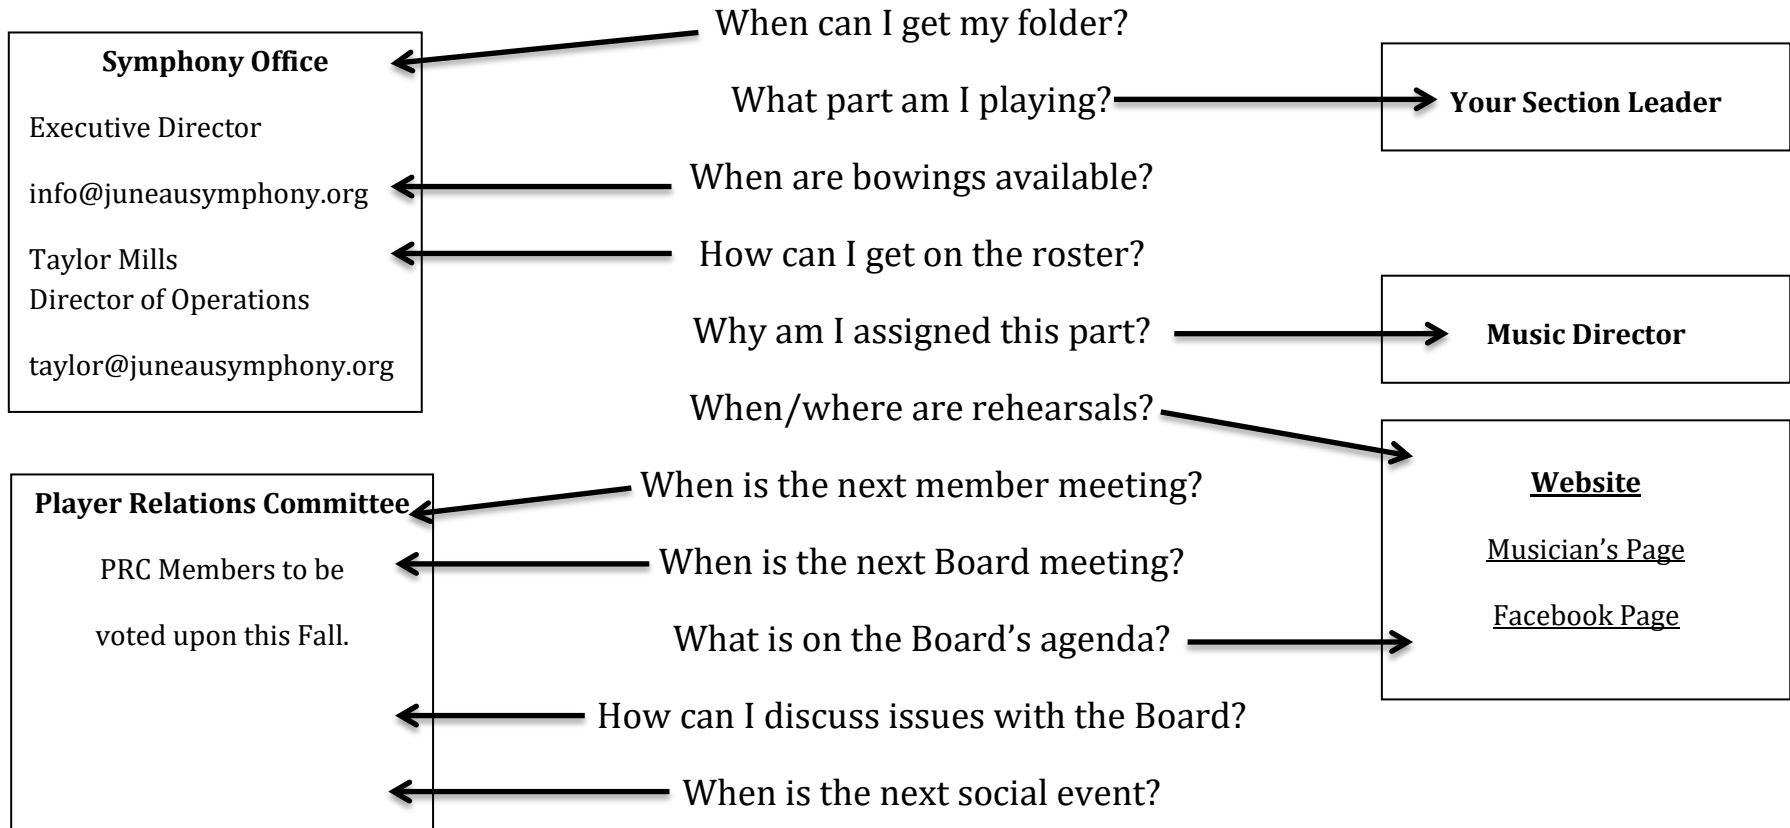 Symphony Office
Executive Director
info@juneausymphony.org
Taylor Mills
Director of Operations
taylor@juneausymphony.org
Player Relations Committee
PRC Members to be
voted upon this Fall.
When can I get my folder?
What part am I playing?
When are bowings available?
How can I get on the roster?
Why am I assigned this part?
When/where are rehearsals?
When is the next member meeting?
When is the next Board meeting?
What is on the Board’s agenda?
How can I discuss issues with the Board?
When is the next social event?
Your Section Leader
Music Director
Website
Musician’s Page
Facebook Page